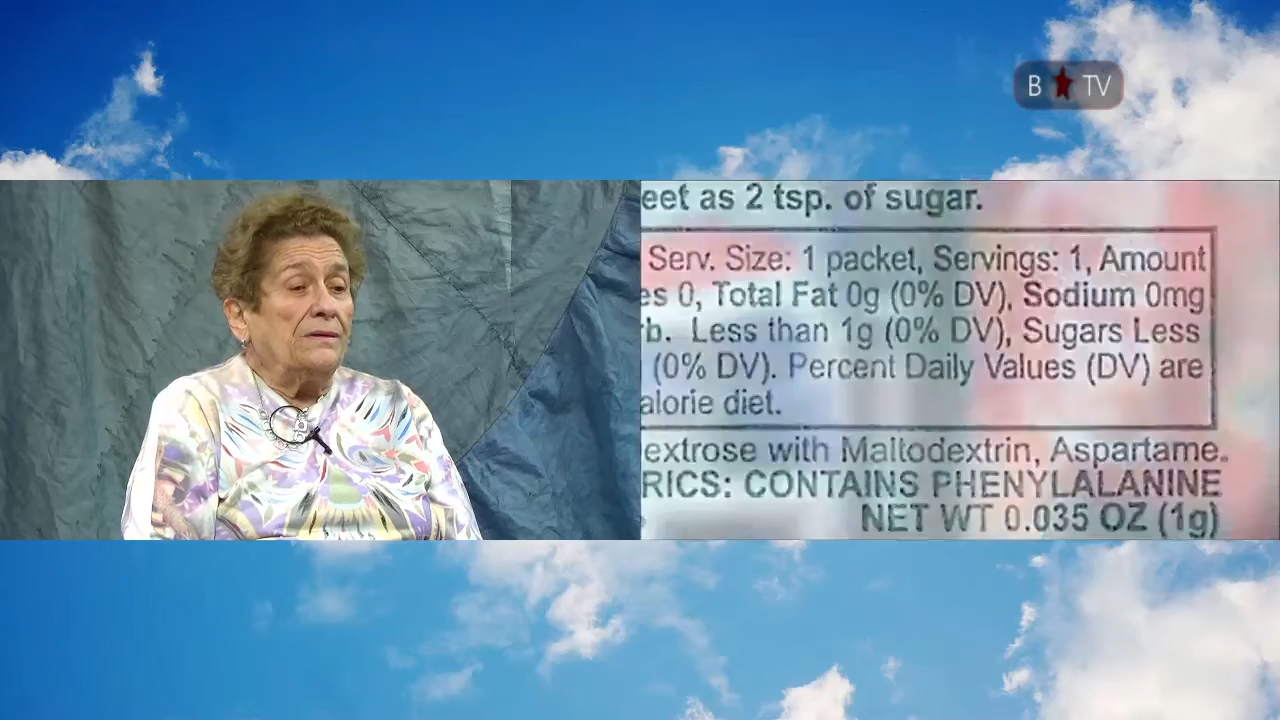 B TV
eet as 2 tsp. of sugar.
Serv. Size: 1 packet, Servings: 1, Amount
es 0, Total Fat 0g (0% DV), Sodium 0mg
b. Less than 1g (0% DV), Sugars Less
(0% DV). Percent Daily Values (DV) are
alorie diet.
extrose with Maltodextrin, Aspartame.
RICS: CONTAINS PHENYLALANINE
NET WT 0.035 OZ (1g)